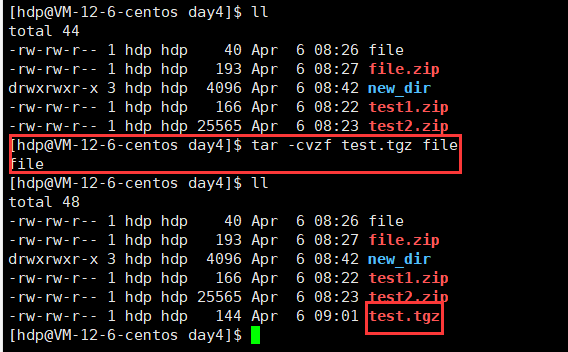 [hdp@VM-12-6-centos day4]$ ll
total 44
-rw-rw-r-- 1 hdp hdp    40 Apr  6 08:26 file
-rw-rw-r-- 1 hdp hdp   193 Apr  6 08:27 file.zip
drwxrwxr-x 3 hdp hdp  4096 Apr  6 08:42 new_dir
-rw-rw-r-- 1 hdp hdp   166 Apr  6 08:22 test1.zip
-rw-rw-r-- 1 hdp hdp 25565 Apr  6 08:23 test2.zip
[hdp@VM-12-6-centos day4]$ tar -cvzf test.tgz file
file
[hdp@VM-12-6-centos day4]$ ll
total 48
-rw-rw-r-- 1 hdp hdp    40 Apr  6 08:26 file
-rw-rw-r-- 1 hdp hdp   193 Apr  6 08:27 file.zip
drwxrwxr-x 3 hdp hdp  4096 Apr  6 08:42 new_dir
-rw-rw-r-- 1 hdp hdp   166 Apr  6 08:22 test1.zip
-rw-rw-r-- 1 hdp hdp 25565 Apr  6 08:23 test2.zip
-rw-rw-r-- 1 hdp hdp   144 Apr  6 09:01 test.tgz
[hdp@VM-12-6-centos day4]$